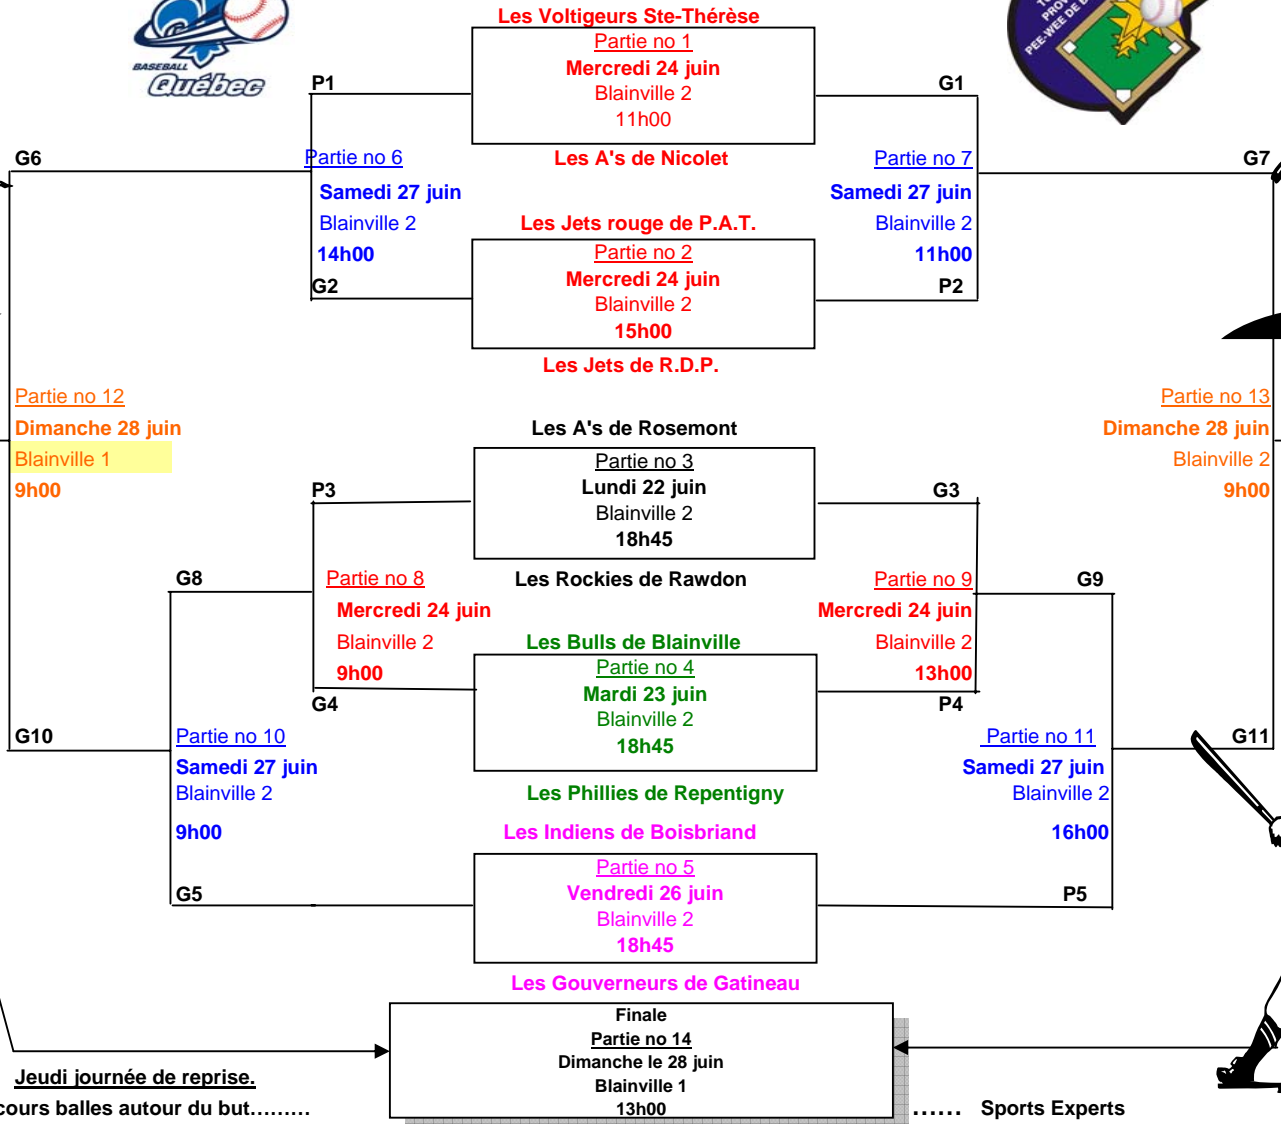 BASEBALL
Québec
PEE-WEE DE B
Les Voltigeurs Ste-Thérèse
Partie no 1
Mercredi 24 juin
Blainville 2
11h00
Les A's de Nicolet
P1
G1
G6
Partie no 6
Samedi 27 juin
Blainville 2
14h00
G2
Partie no 7
Samedi 27 juin
Blainville 2
11h00
P2
G7
Les Jets rouge de P.A.T.
Partie no 2
Mercredi 24 juin
Blainville 2
15h00
Les Jets de R.D.P.
Partie no 12
Dimanche 28 juin
Blainville 1
9h00
Partie no 13
Dimanche 28 juin
Blainville 2
9h00
Les A's de Rosemont
Partie no 3
Lundi 22 juin
Blainville 2
18h45
Les Rockies de Rawdon
P3
G3
G8
Partie no 8
Mercredi 24 juin
Blainville 2
9h00
G4
Partie no 9
Mercredi 24 juin
Blainville 2
13h00
P4
G9
Les Bulls de Blainville
Partie no 4
Mardi 23 juin
Blainville 2
18h45
Les Phillies de Repentigny
G10
Partie no 10
Samedi 27 juin
Blainville 2
9h00
G5
Partie no 11
Samedi 27 juin
Blainville 2
16h00
P5
G11
Les Indiens de Boisbriand
Partie no 5
Vendredi 26 juin
Blainville 2
18h45
Les Gouverneurs de Gatineau
Finale
Partie no 14
Dimanche le 28 juin
Blainville 1
13h00
Jeudi journée de reprise.
cours balles autour du but.........
...... Sports Experts